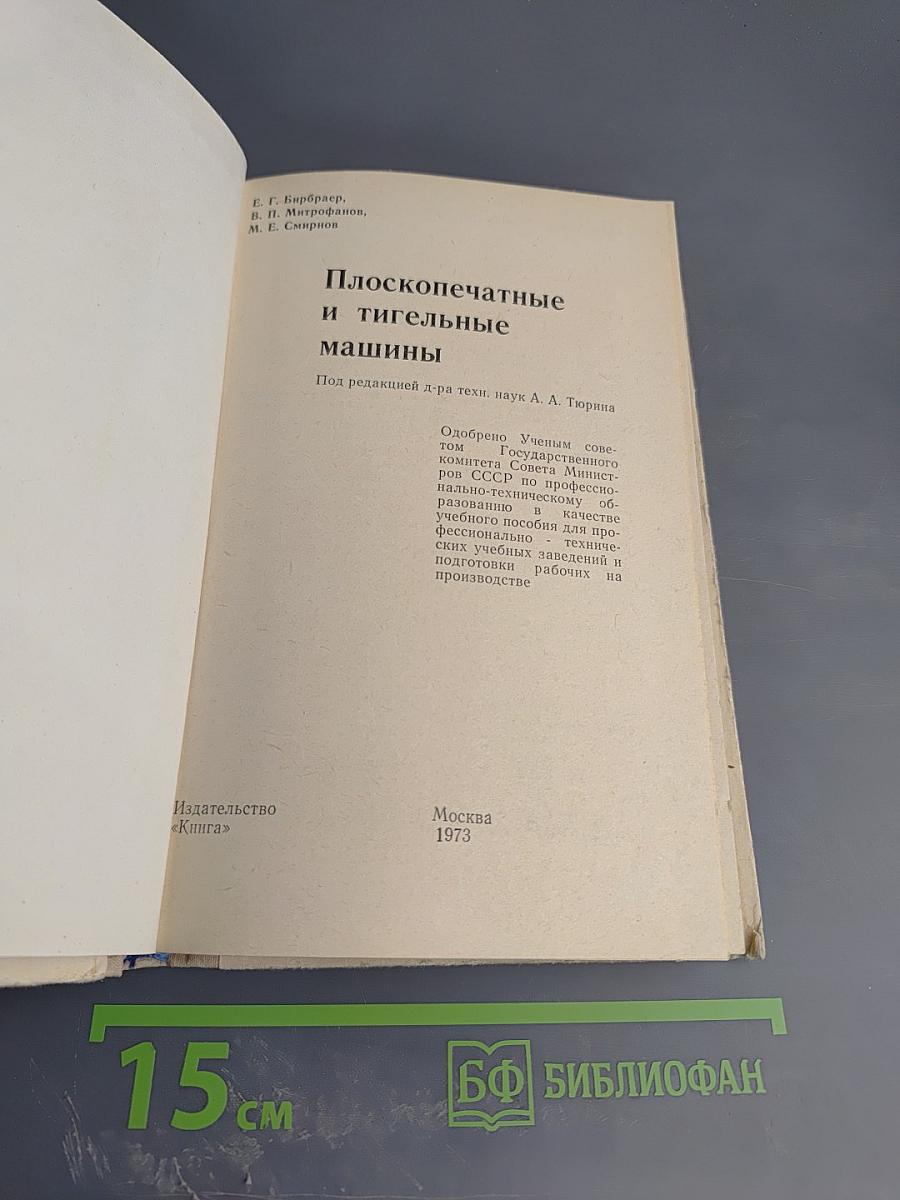 Е. Г. Бирбраер,
В. П. Митрофанов,
М. Е. Смирнов
Плоскопечатные
и тигельные
машины
Под редакцией д-ра техн. наук А. А. Тюрина
Одобрено Ученым сове-
том Государственного
комитета Совета Минист-
ров СССР по профессио-
нально-техническому об-
разованию в качестве
учебного пособия для про-
фессионально - техниче-
ских учебных заведений и
подготовки рабочих на
производстве
Издательство
«Книга»
Москва
1973
15 см
БФ БИБЛИОФАН